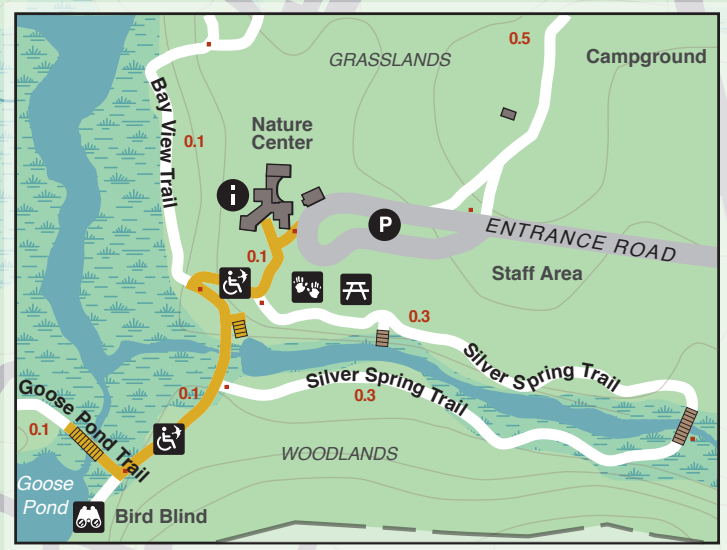 0.5
GRASSLANDS
Campground
Bay View Trail
0.1
Nature
Center
i
P
ENTRANCE ROAD
0.1
Staff Area
0.3
Silver Spring Trail
Silver Spring Trail
0.3
0.1
Goose Pond Trail
0.1
WOODLANDS
Goose
Pond
Bird Blind